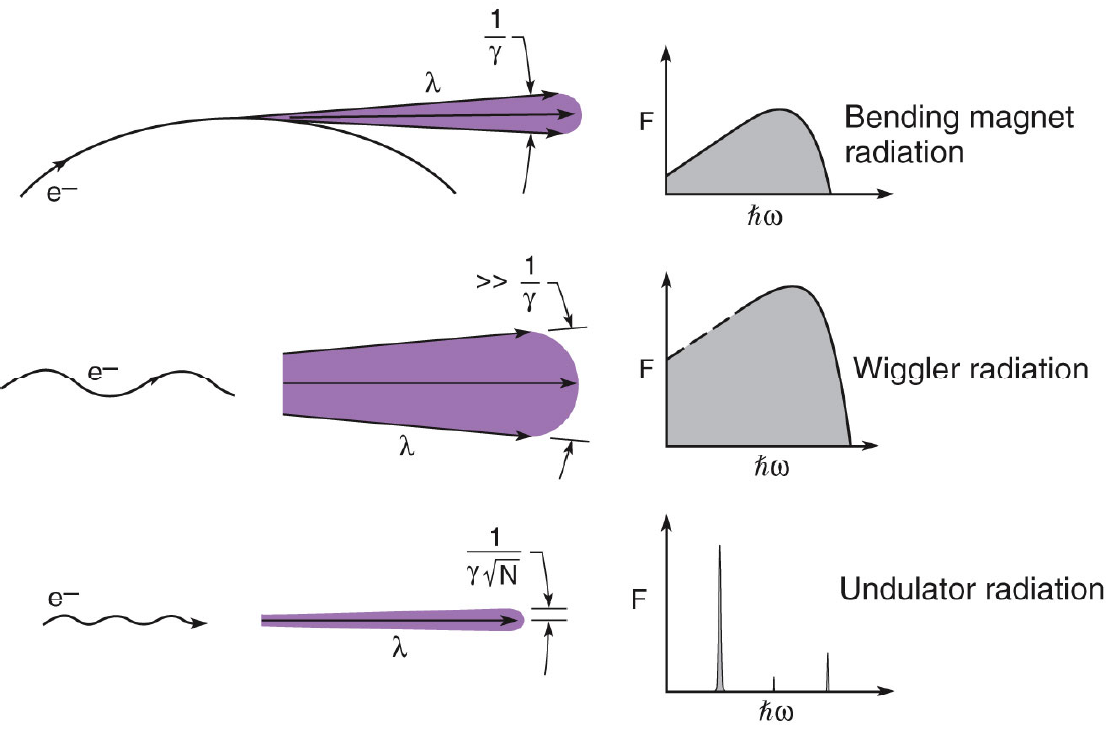 1
γ
λ
e−
F
ħω
Bending magnet
radiation
>> 1
γ
e−
λ
F
ħω
Wiggler radiation
1
γ√N
e−
λ
F
ħω
Undulator radiation